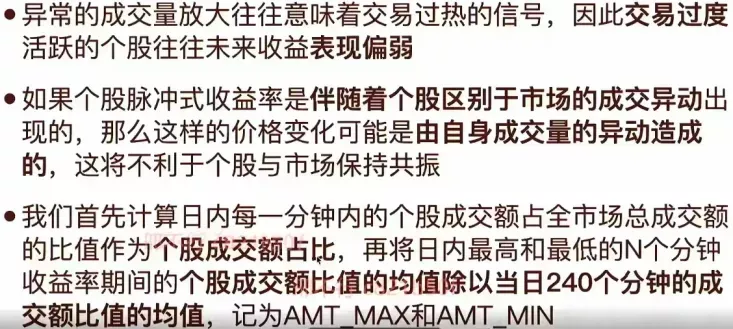 • 异常的成交量放大往往意味着交易过热的信号，因此交易过度
活跃的个股往往未来收益表现偏弱
• 如果个股脉冲式收益率是伴随着个股区别于市场的成交异动出
现的，那么这样的价格变化可能是由自身成交量的异动造成
的，这将不利于个股与市场保持共振
• 我们首先计算日内每一分钟内的个股成交额占全市场总成交额
的比值作为个股成交额占比，再将日内最高和最低的N个分钟
收益率期间的个股成交额比值的均值除以当日240个分钟的成
交额比值的均值，记为AMT_MAX和AMT_MIN